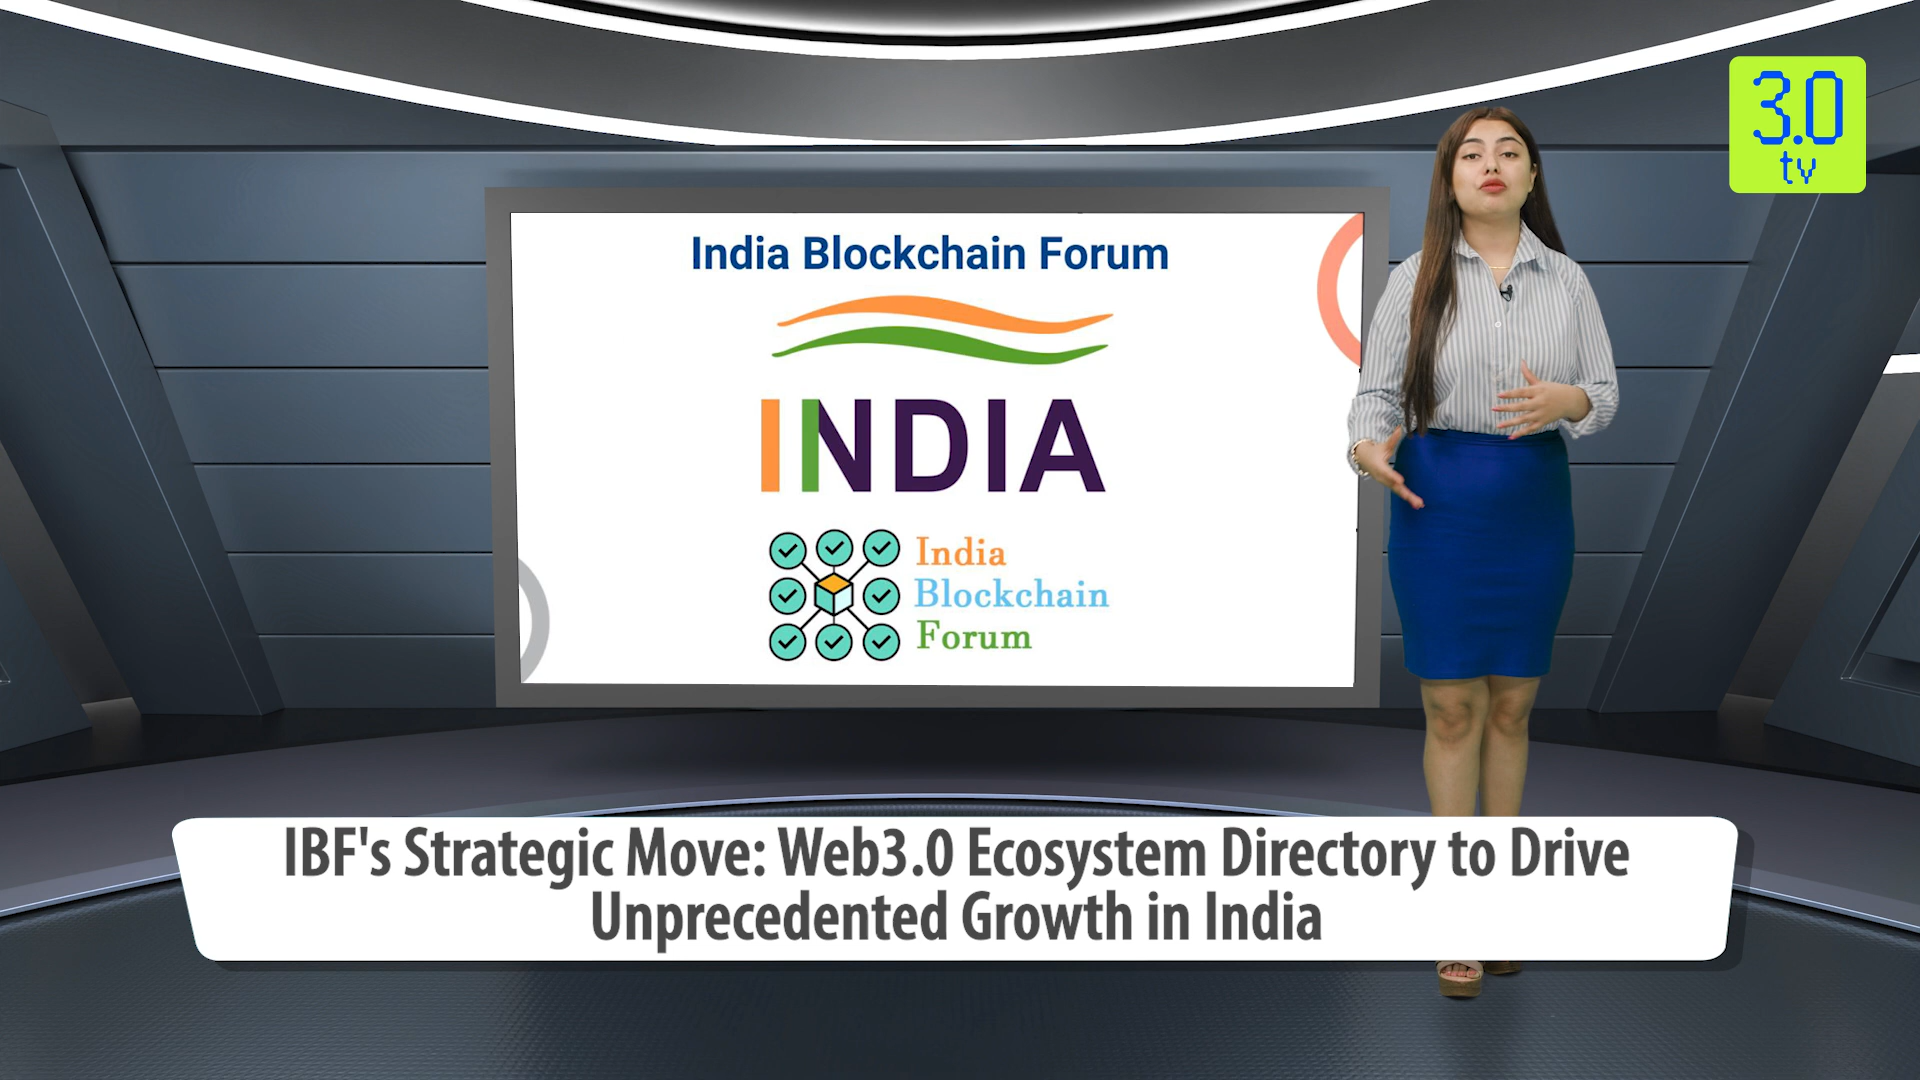 3.0
tv
India Blockchain Forum
INDIA
India
Blockchain
Forum
IBF's Strategic Move: Web3.0 Ecosystem Directory to Drive
Unprecedented Growth in India